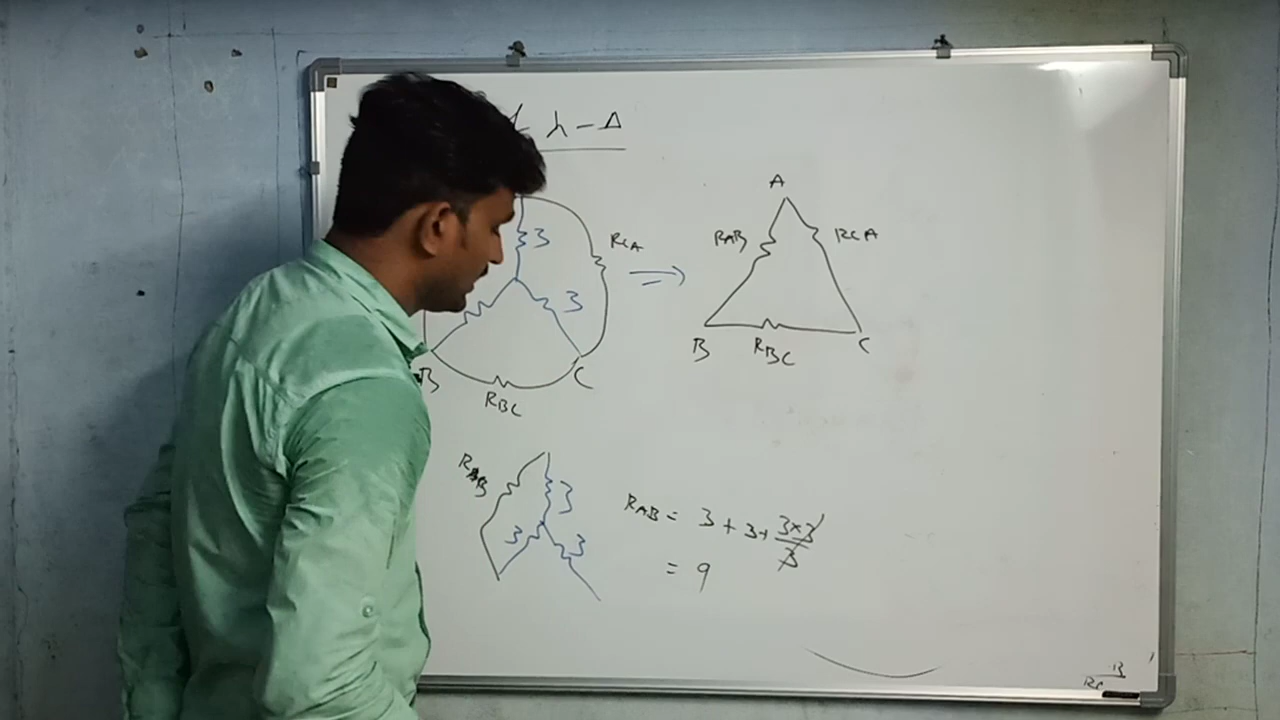 λ - Δ
3
3
RCA
B
C
RBC
A
RAB
RCA
B
RBC
C
RAB
3
3
3
RAB = 3 + 3 + 3×3/3
= 9